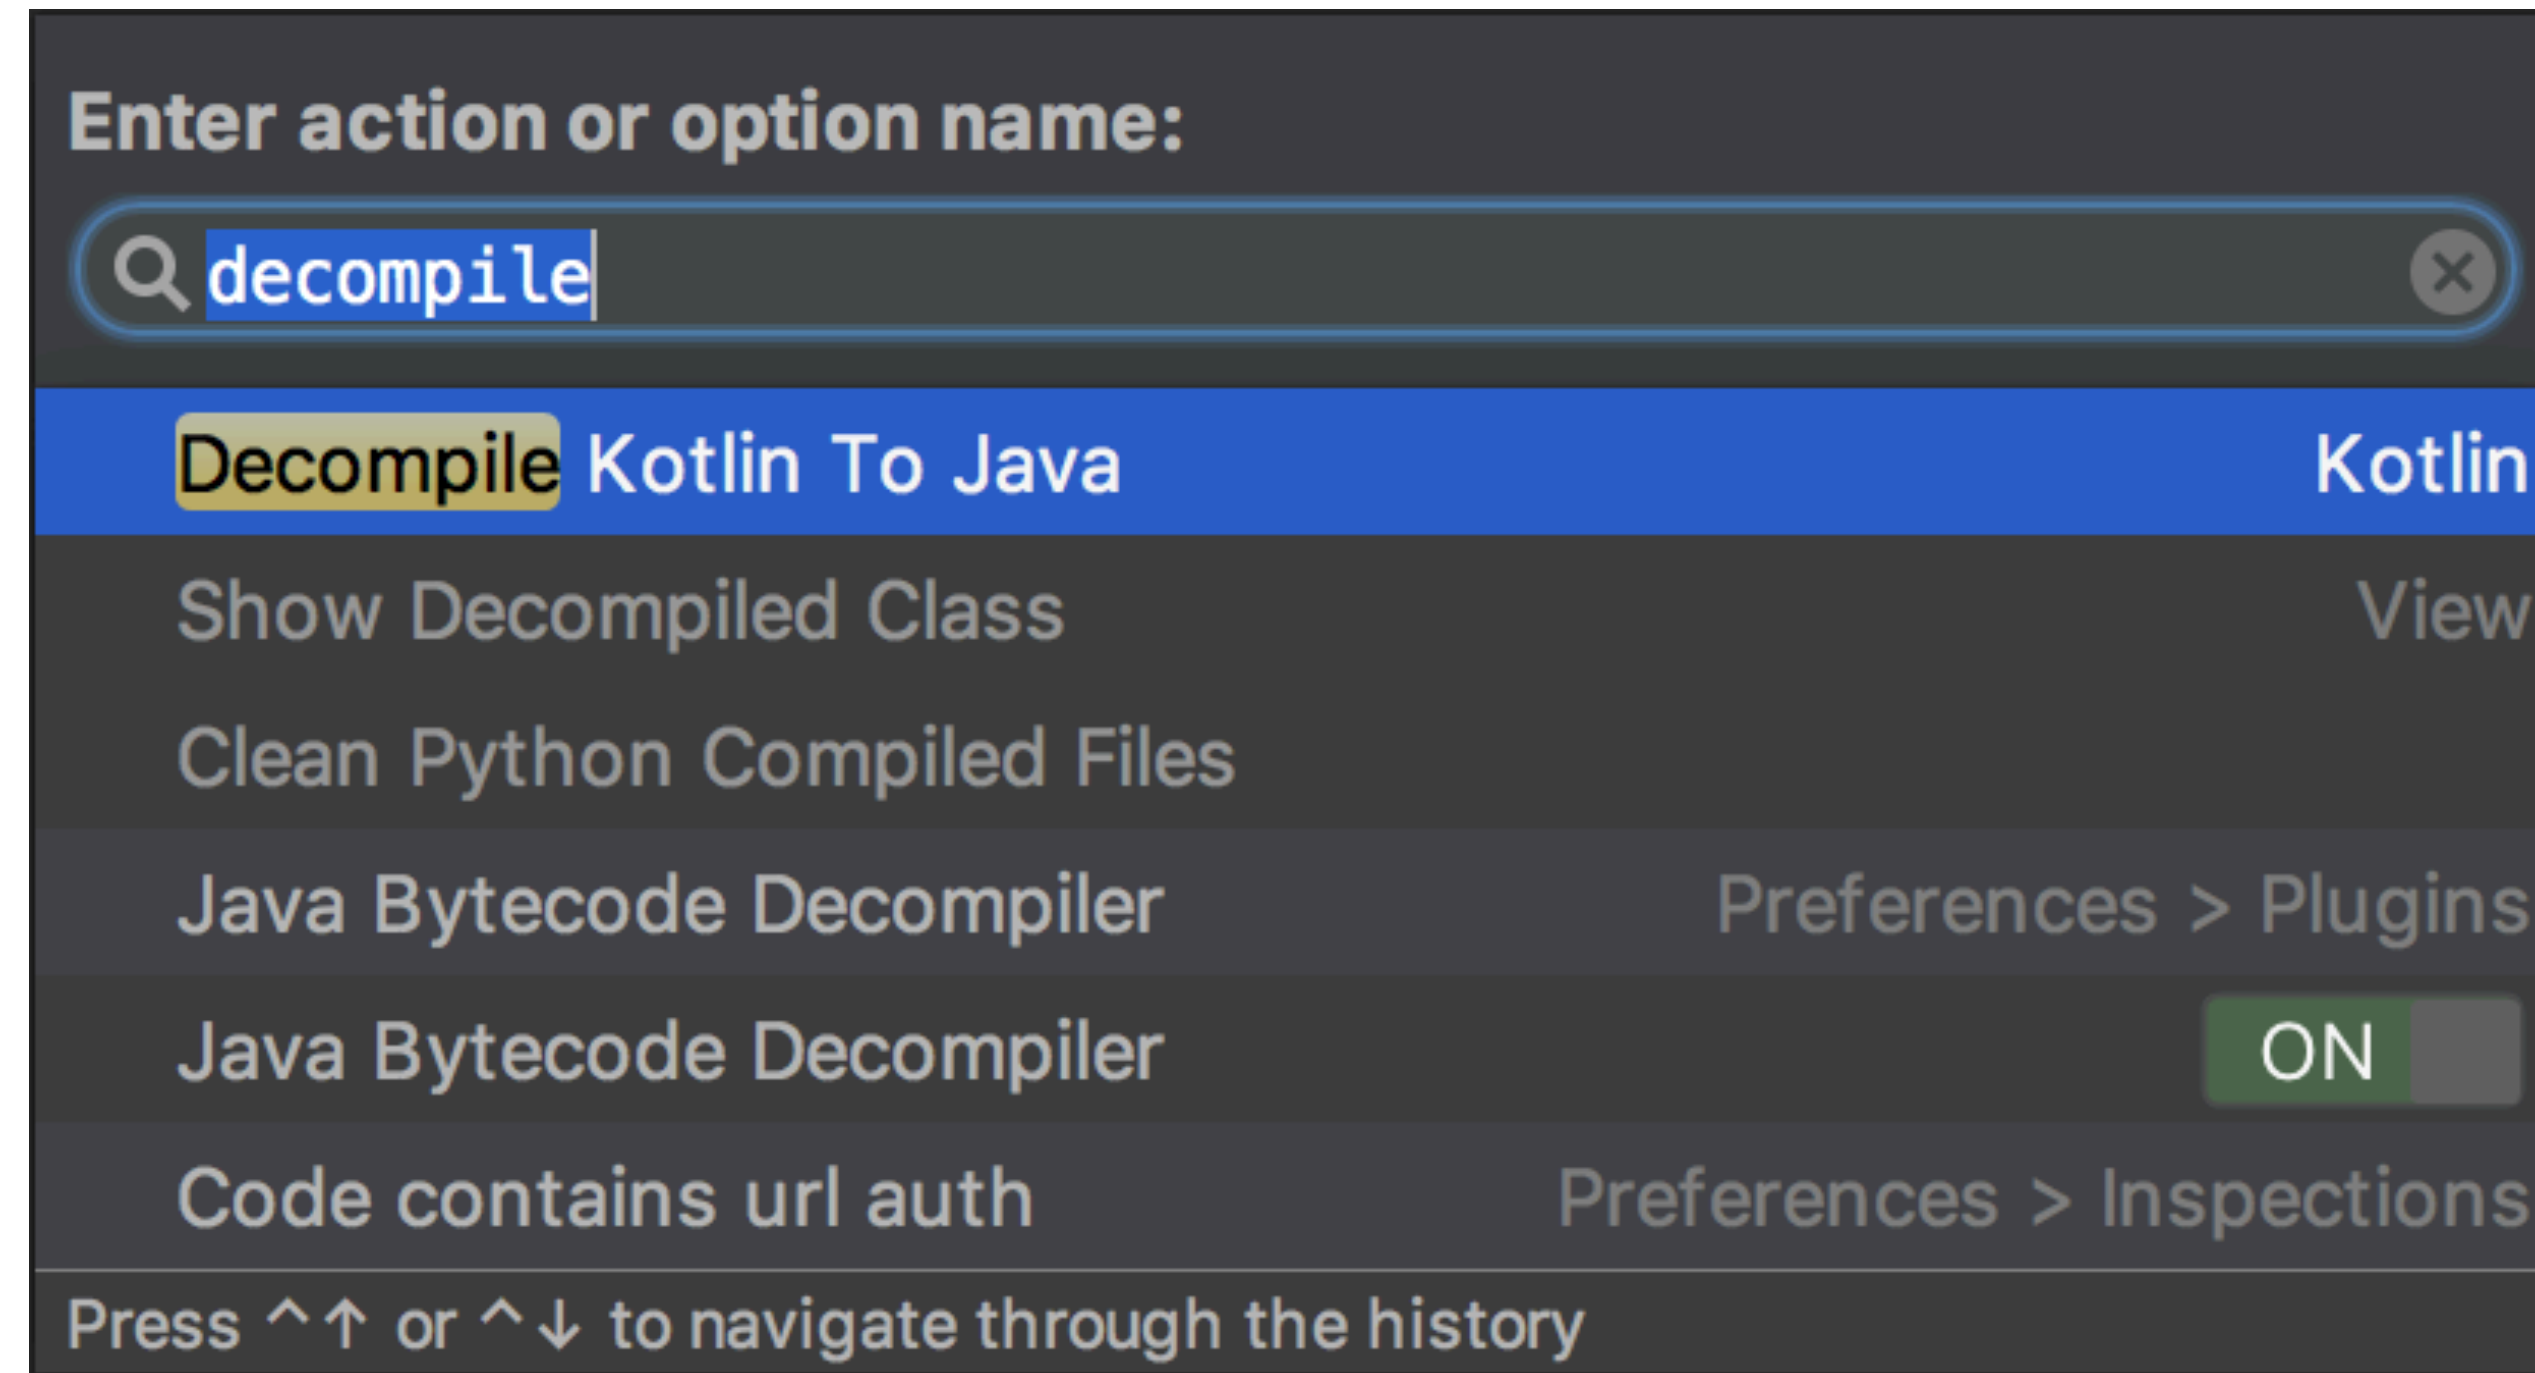 Enter action or option name:
decompile
Decompile Kotlin To Java Kotlin
Show Decompiled Class View
Clean Python Compiled Files
Java Bytecode Decompiler Preferences > Plugins
Java Bytecode Decompiler ON
Code contains url auth Preferences > Inspections
Press ^↑ or ^↓ to navigate through the history